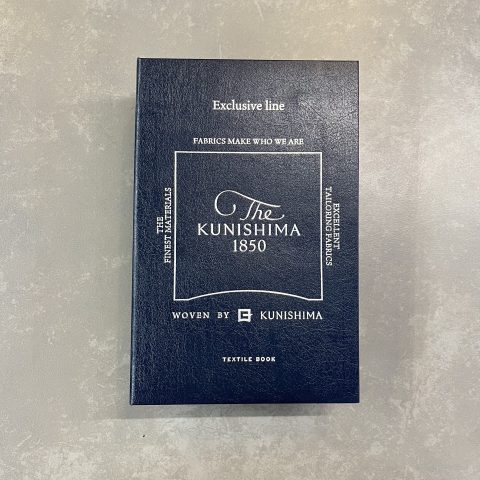 Exclusive line
FABRICS MAKE WHO WE ARE
THE
FINEST MATERIALS
The
KUNISHIMA
1850
EXCELLENT
TAILORING FABRICS
WOVEN BY KUNISHIMA
TEXTILE BOOK